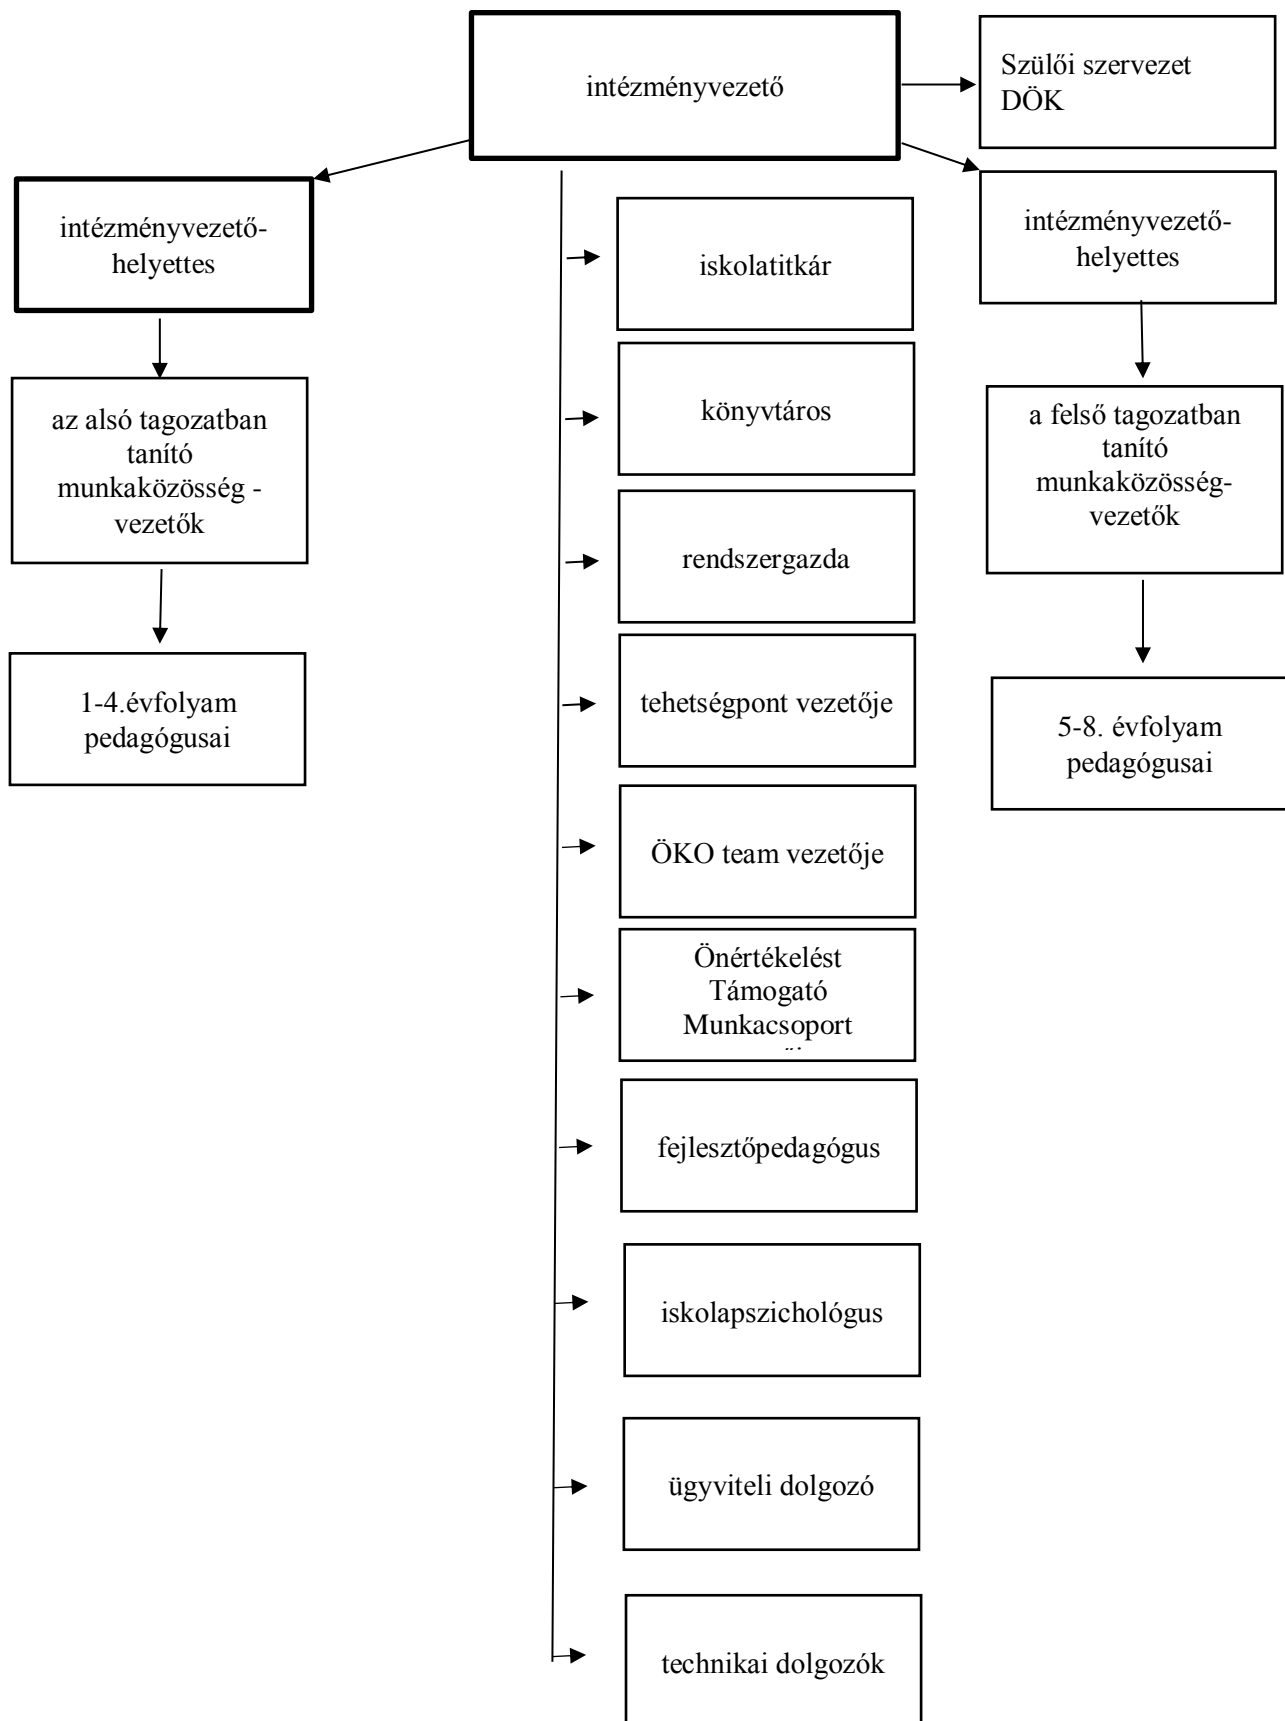 intézményvezető
Szülői szervezet
DÖK
intézményvezető-
helyettes
intézményvezető-
helyettes
iskolatitkár
az alsó tagozatban
tanító
munkaközösség -
vezetők
könyvtáros
a felső tagozatban
tanító
munkaközösség-
vezetők
rendszergazda
1-4.évfolyam
pedagógusai
tehetségpont vezetője
5-8. évfolyam
pedagógusai
ÖKO team vezetője
Önértékelést
Támogató
Munkacsoport
fejlesztőpedagógus
iskolapszichológus
ügyviteli dolgozó
technikai dolgozók